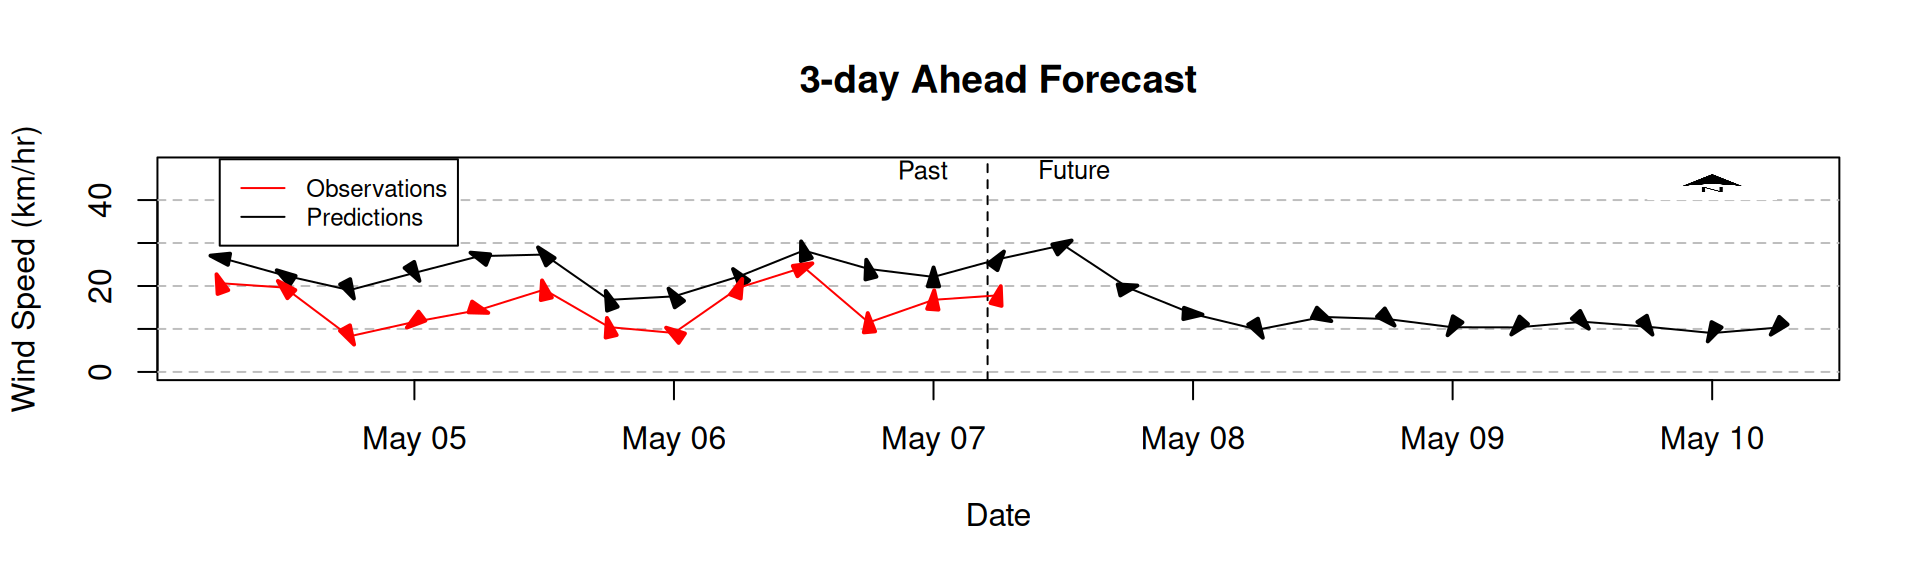 3-day Ahead Forecast
Wind Speed (km/hr)
40
20
0
Observations
Predictions
Past
Future
N
May 05
May 06
May 07
May 08
May 09
May 10
Date